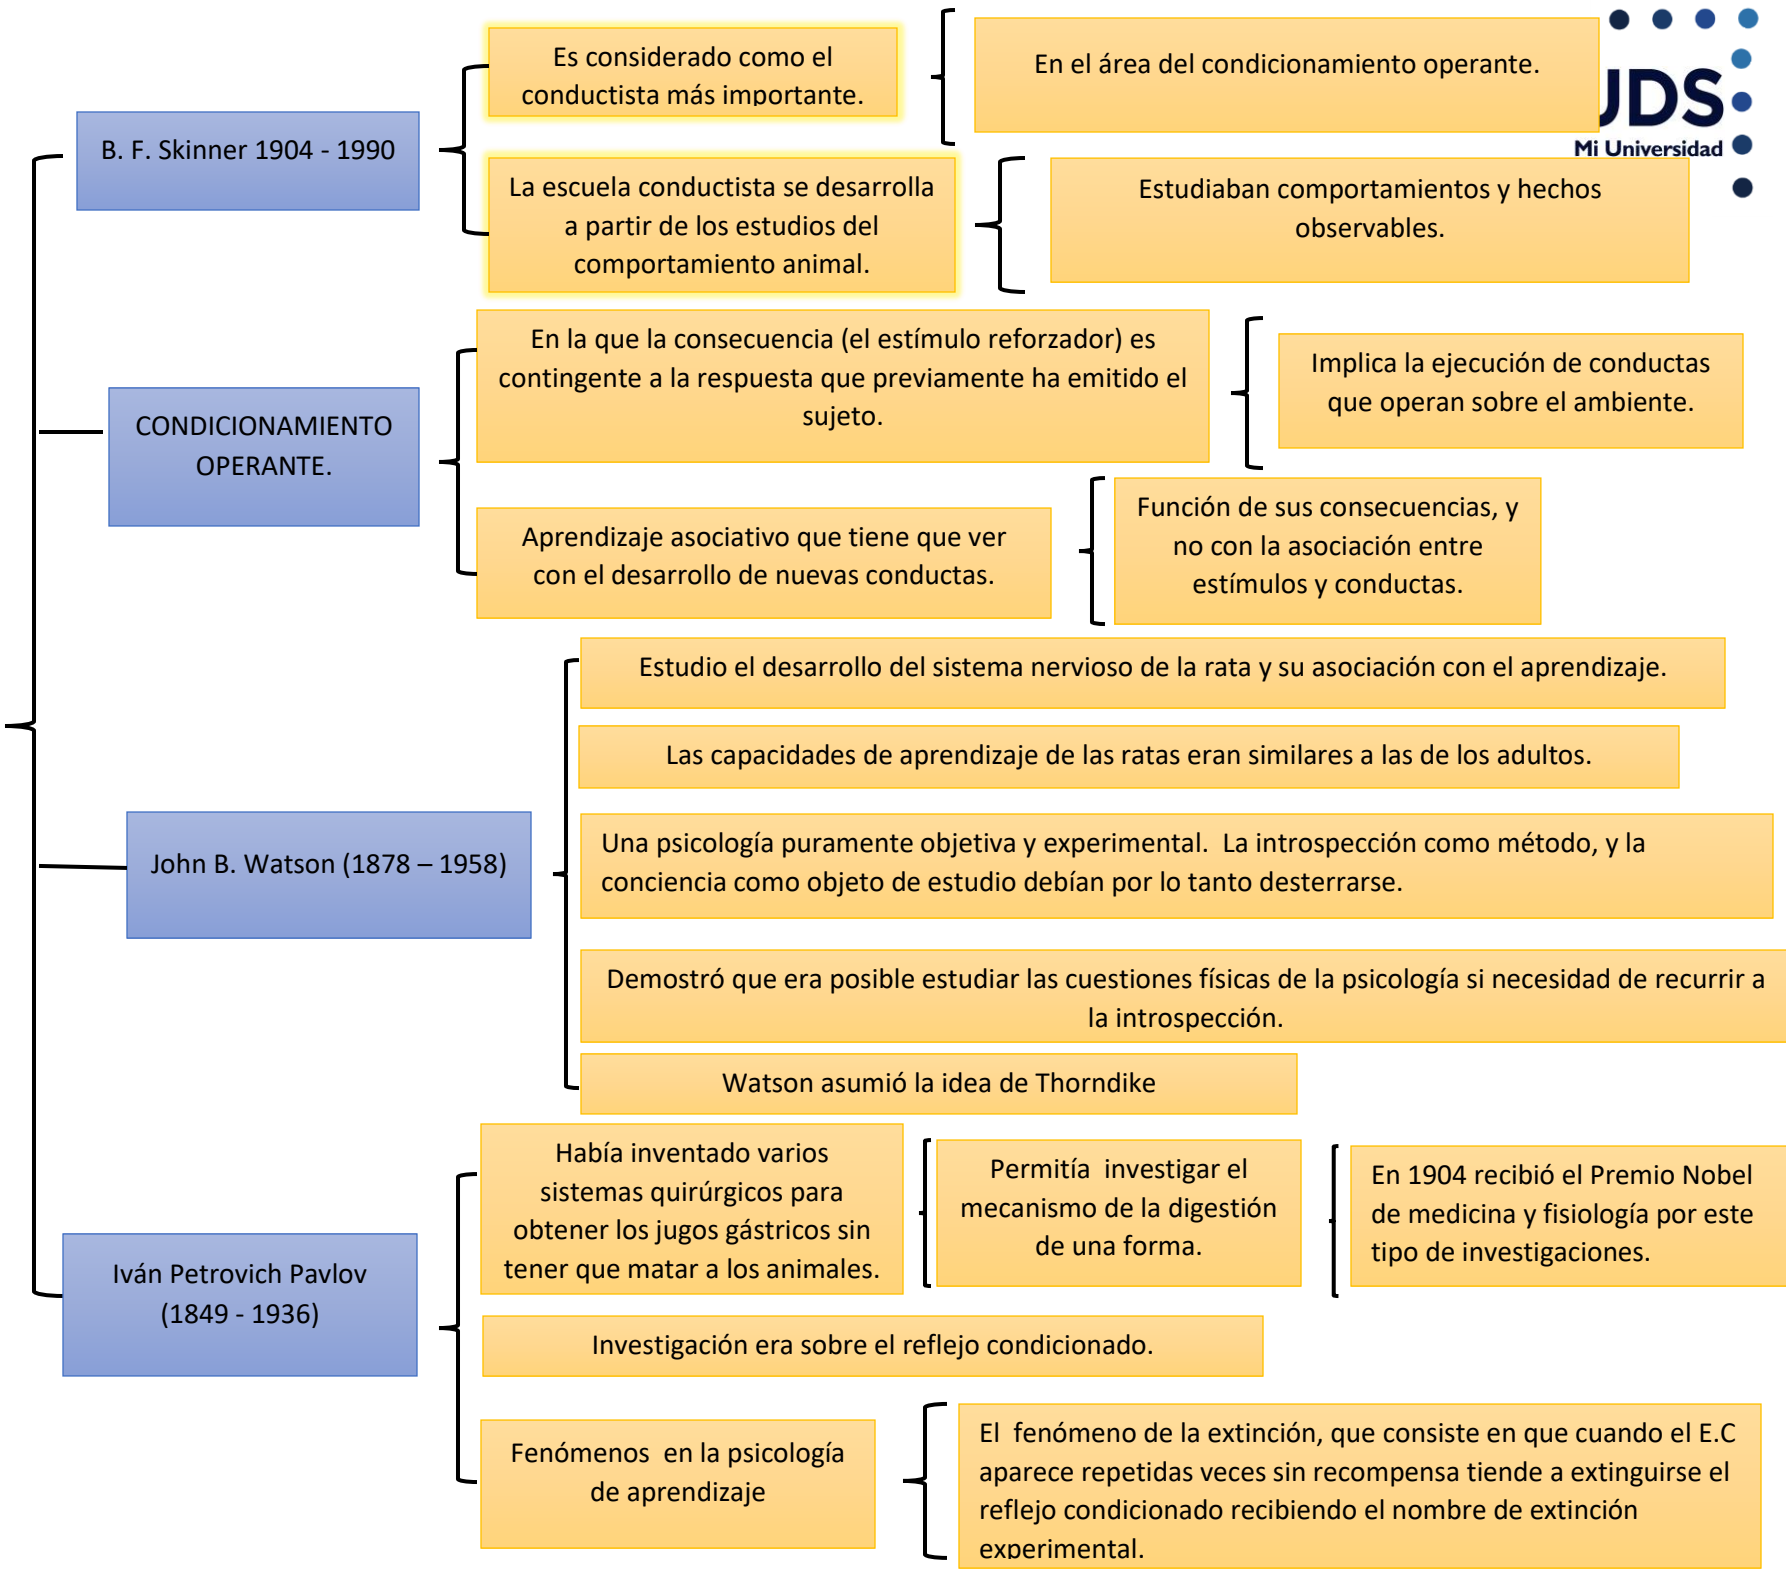 Es considerado como el
conductista más importante.
En el área del condicionamiento operante.
UDS
Mi Universidad
B. F. Skinner 1904 - 1990
La escuela conductista se desarrolla
a partir de los estudios del
comportamiento animal.
Estudiaban comportamientos y hechos
observables.
CONDICIONAMIENTO
OPERANTE.
En la que la consecuencia (el estímulo reforzador) es
contingente a la respuesta que previamente ha emitido el
sujeto.
Implica la ejecución de conductas
que operan sobre el ambiente.
Aprendizaje asociativo que tiene que ver
con el desarrollo de nuevas conductas.
Función de sus consecuencias, y
no con la asociación entre
estímulos y conductas.
John B. Watson (1878 – 1958)
Estudio el desarrollo del sistema nervioso de la rata y su asociación con el aprendizaje.
Las capacidades de aprendizaje de las ratas eran similares a las de los adultos.
Una psicología puramente objetiva y experimental.  La introspección como método, y la
conciencia como objeto de estudio debían por lo tanto desterrarse.
Demostró que era posible estudiar las cuestiones físicas de la psicología si necesidad de recurrir a
la introspección.
Watson asumió la idea de Thorndike
Iván Petrovich Pavlov
(1849 - 1936)
Había inventado varios
sistemas quirúrgicos para
obtener los jugos gástricos sin
tener que matar a los animales.
Permitía  investigar el
mecanismo de la digestión
de una forma.
En 1904 recibió el Premio Nobel
de medicina y fisiología por este
tipo de investigaciones.
Investigación era sobre el reflejo condicionado.
Fenómenos  en la psicología
de aprendizaje
El  fenómeno de la extinción, que consiste en que cuando el E.C
aparece repetidas veces sin recompensa tiende a extinguirse el
reflejo condicionado recibiendo el nombre de extinción
experimental.